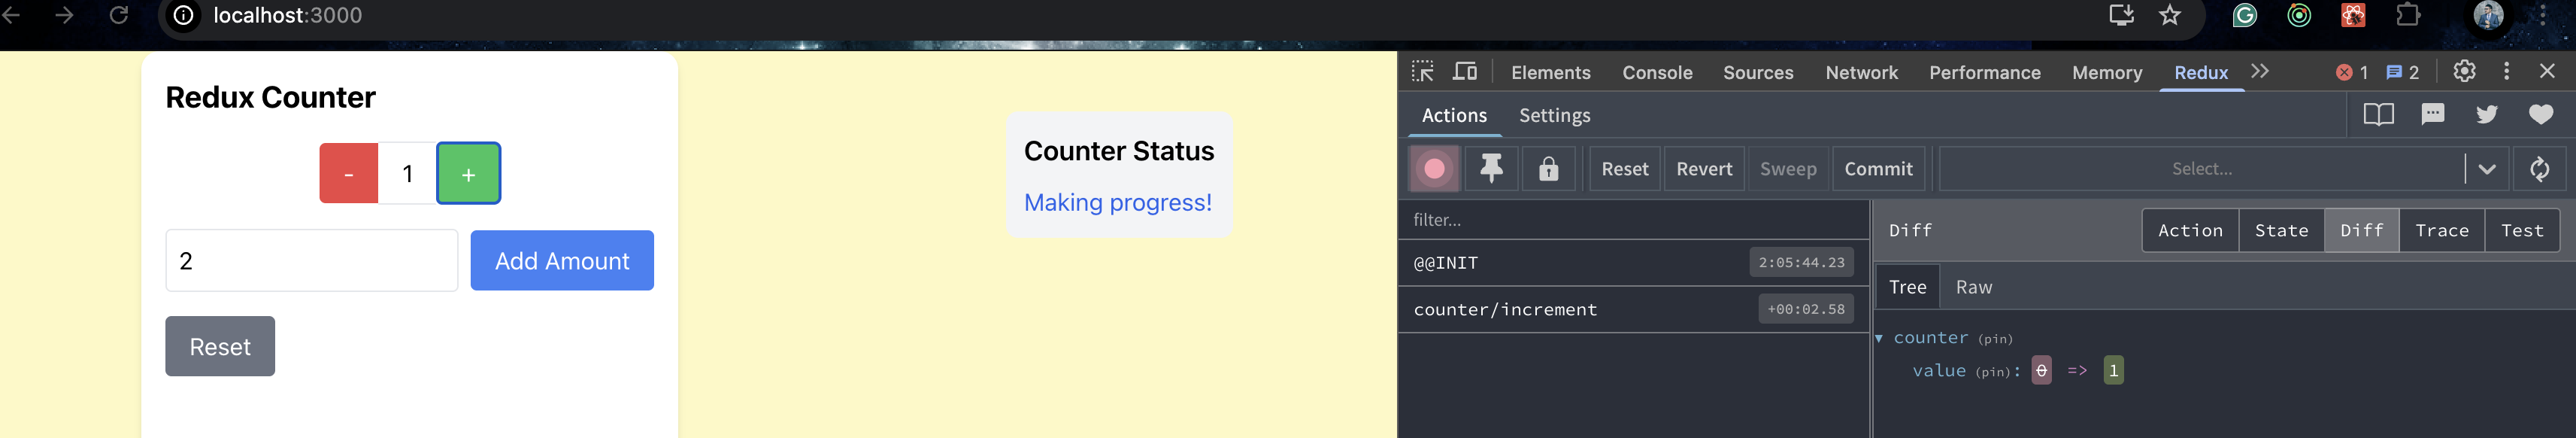 localhost:3000
Redux Counter
- 1 +
2 Add Amount
Reset
Counter Status
Making progress!
Elements Console Sources Network Performance Memory Redux 1 2
Actions Settings
Reset Revert Sweep Commit Select...
filter...
@@INIT 2:05:44.23
counter/increment +00:02.58
Diff Action State Diff Trace Test
Tree Raw
counter (pin)
value (pin): 0 => 1